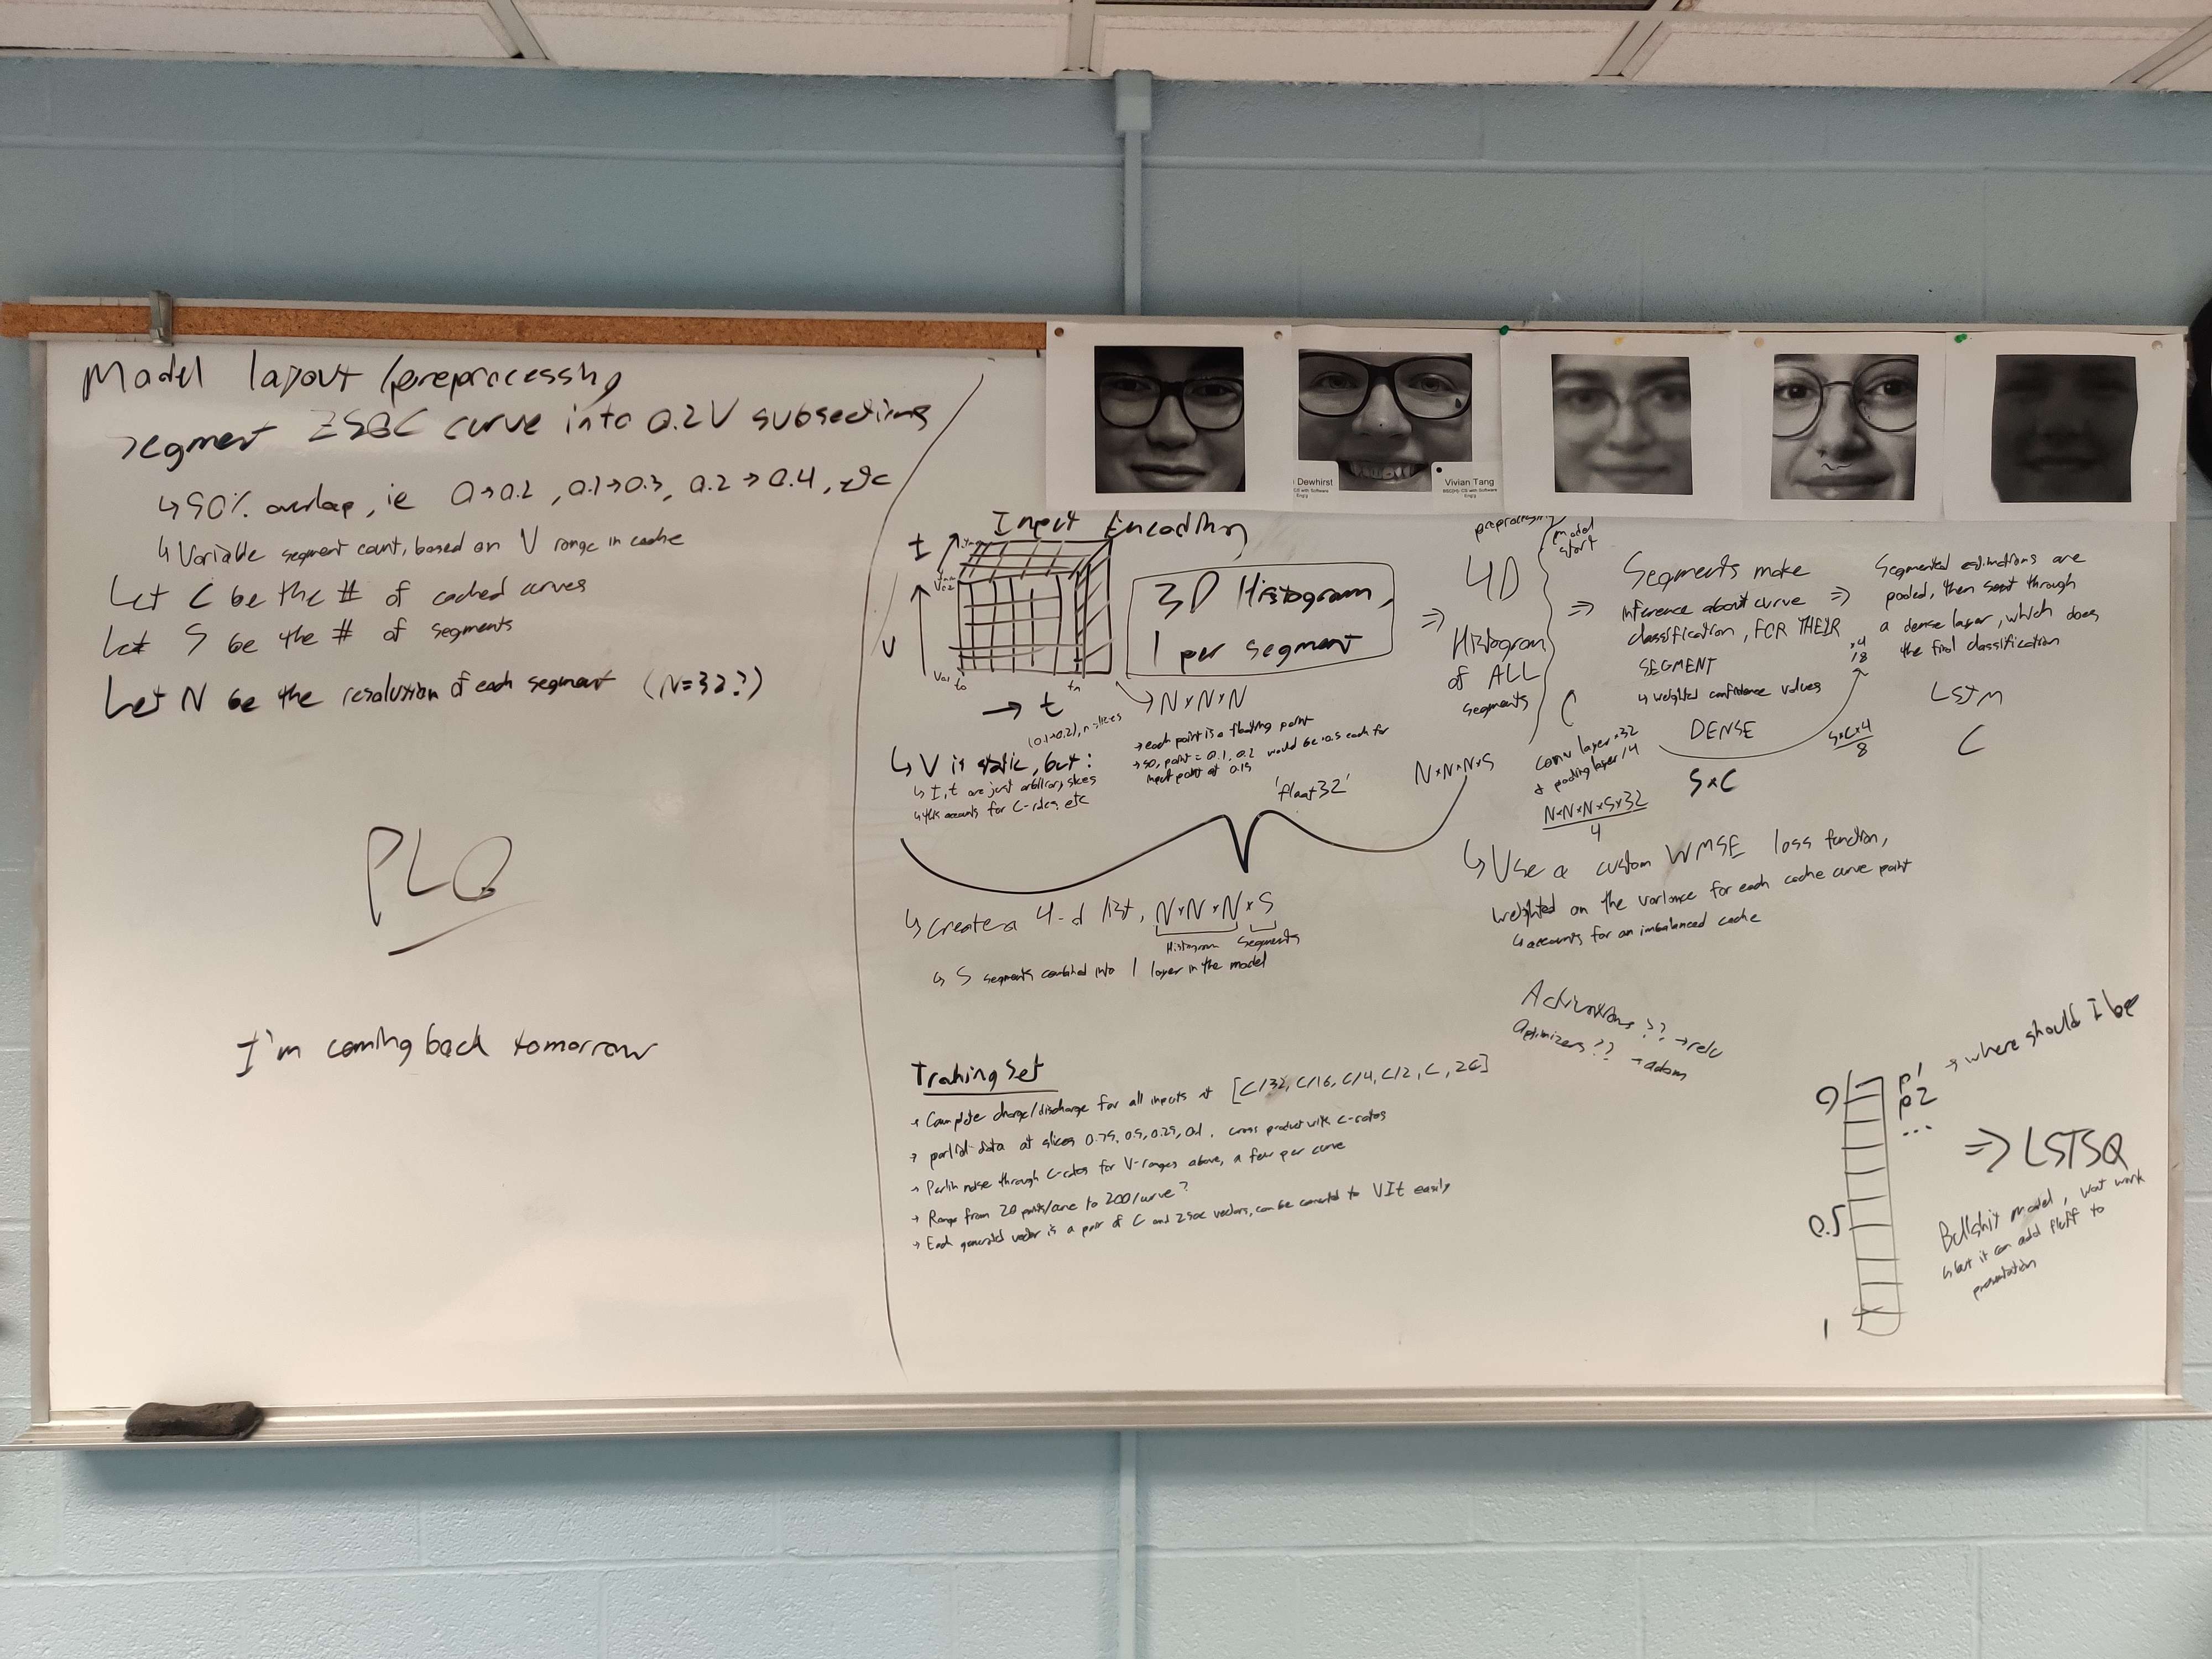 Model layout /preprocessing
segment ZSOC curve into 0.2V subsections
↳ 50% overlap, ie 0→0.2, 0.1→0.3, 0.2→0.4, etc
↳ Variable segment count, based on V range in cache
Let C be the # of cached curves
Let S be the # of segments
Let N be the resolution of each segment (N=32?)
PLQ
I'm coming back tomorrow
Dewhirst
Vivian Tang
Input Encoding
I
V
→ t
3D Histogram,
1 per segment
↳ N×N×N
(0.1→0.2), n-slices
↳ V is static, but:
↳ I, t are just arbitrary slices
↳ this accounts for C-rates, etc
→ each point is a floating point
→ so, point = 0.1, 0.2 would be 0.5 each for
input point at 0.15
'float32'
⇒
preprocessing
model
start
4D
Histogram
of ALL
segments
N×N×N×S
⇒
Segments make
inference about curve
classification, FOR THEIR
SEGMENT
↳ weighted confidence values
DENSE
S×C
conv layer ×32
+ pooling layer /4
N×N×N×S×32
4
⇒
×4
/8
S×C×4
8
Segmented estimations are
pooled, then sent through
a dense layer, which does
the final classification
LSTM
C
↳ Create a 4-d list, N×N×N×S
Histogram Segments
↳ S segments combined into 1 layer in the model
↳ Use a custom WMSE loss function,
weighted on the variance for each cache curve point
↳ accounts for an imbalanced cache
Activations ?? → relu
Optimizers ?? → adam
Training Set
→ Complete charge/discharge for all inputs at [C/32, C/16, C/4, C/2, C, 2C]
→ partial data at slices 0.75, 0.5, 0.25, 0.1, cross product with c-rates
→ Perlin noise through C-rates for V-ranges above, a few per curve
→ Range from 20 points/curve to 200/curve?
→ Each generated vector is a pair of C and ZSOC vectors, can be converted to VIt easily
0
0.5
1
p1 → where should I be
p2
...
⇒ LSTSQ
Bullshit model, wont work
↳ but it can add fluff to
presentation